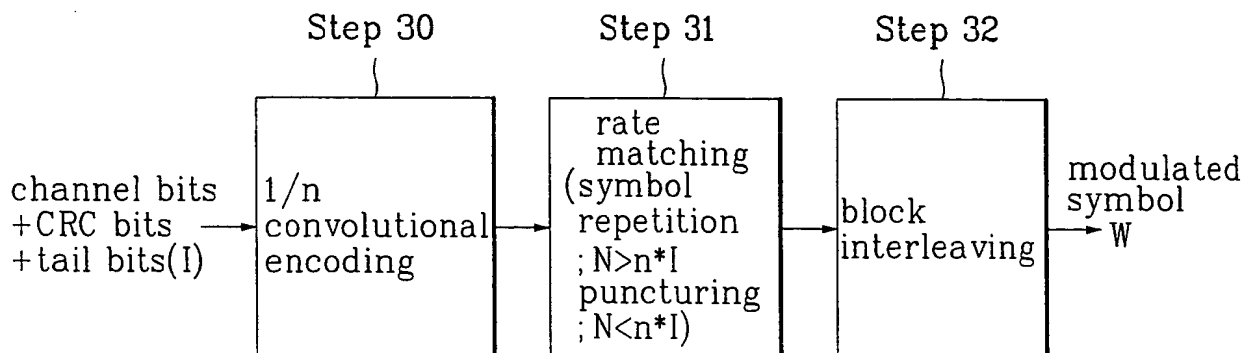 Step 30
Step 31
Step 32
channel bits
+CRC bits
+tail bits(I)
1/n
convolutional
encoding
rate
matching
(symbol
repetition
; N>n*I
puncturing
; N<n*I)
block
interleaving
modulated
symbol
W